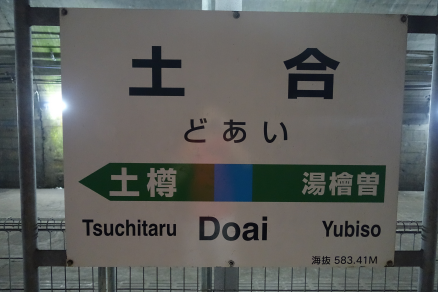 土合
どあい
土樽 湯檜曽
Tsuchitaru Doai Yubiso
海抜 583.41M